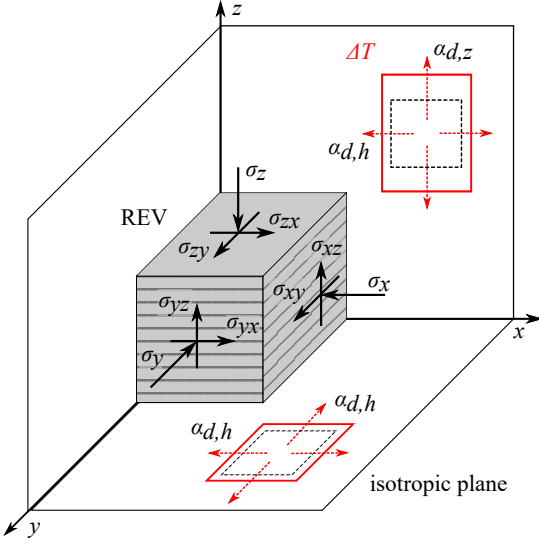 z
ΔT
α_{d,z}
α_{d,h}
σ_z
REV
σ_{zx}
σ_{zy}
σ_{xz}
σ_{xy}
σ_x
σ_{yz}
σ_{yx}
σ_y
x
α_{d,h}
α_{d,h}
isotropic plane
y